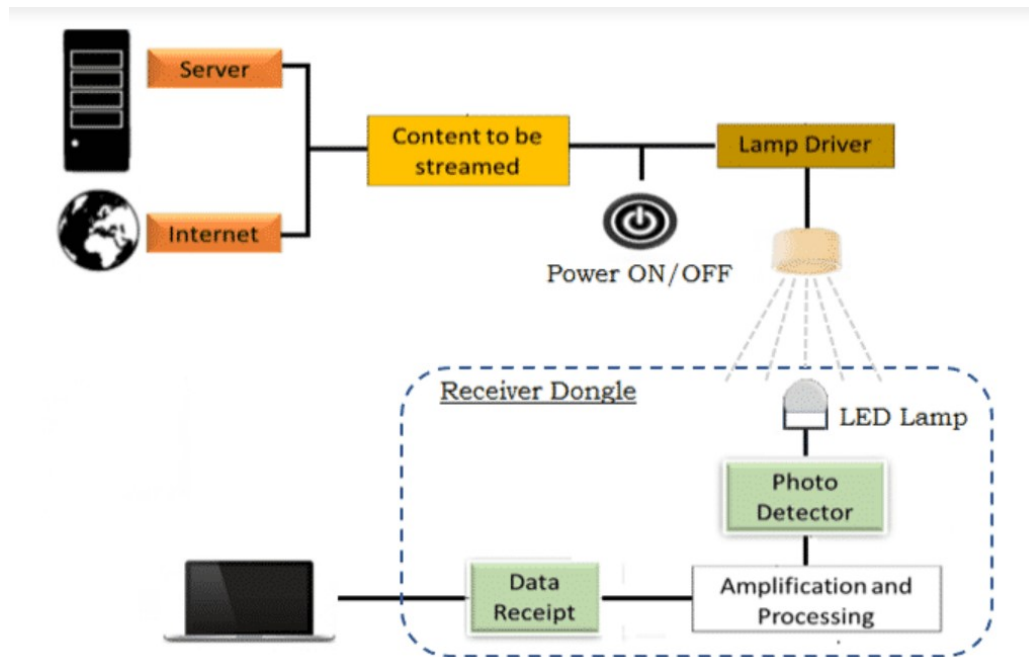 Server
Content to be
streamed
Lamp Driver
Internet
Power ON/OFF
Receiver Dongle
LED Lamp
Photo
Detector
Data
Receipt
Amplification and
Processing